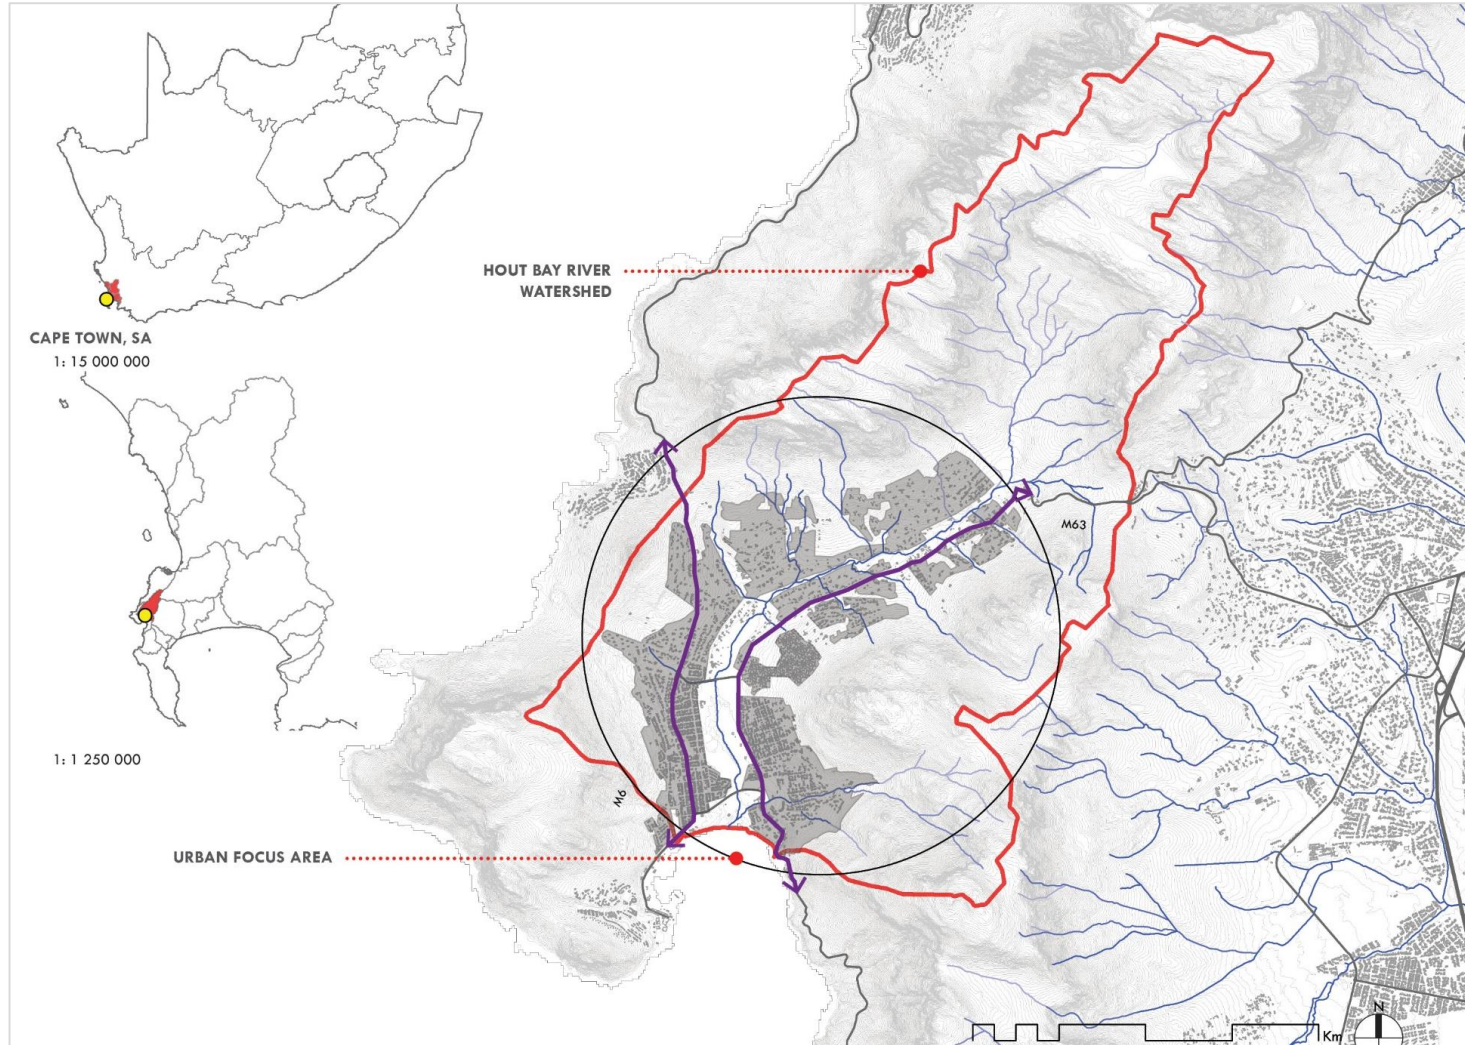 HOUT BAY RIVER
WATERSHED
CAPE TOWN, SA
1: 15 000 000
M63
1: 1 250 000
M6
URBAN FOCUS AREA
N
Km